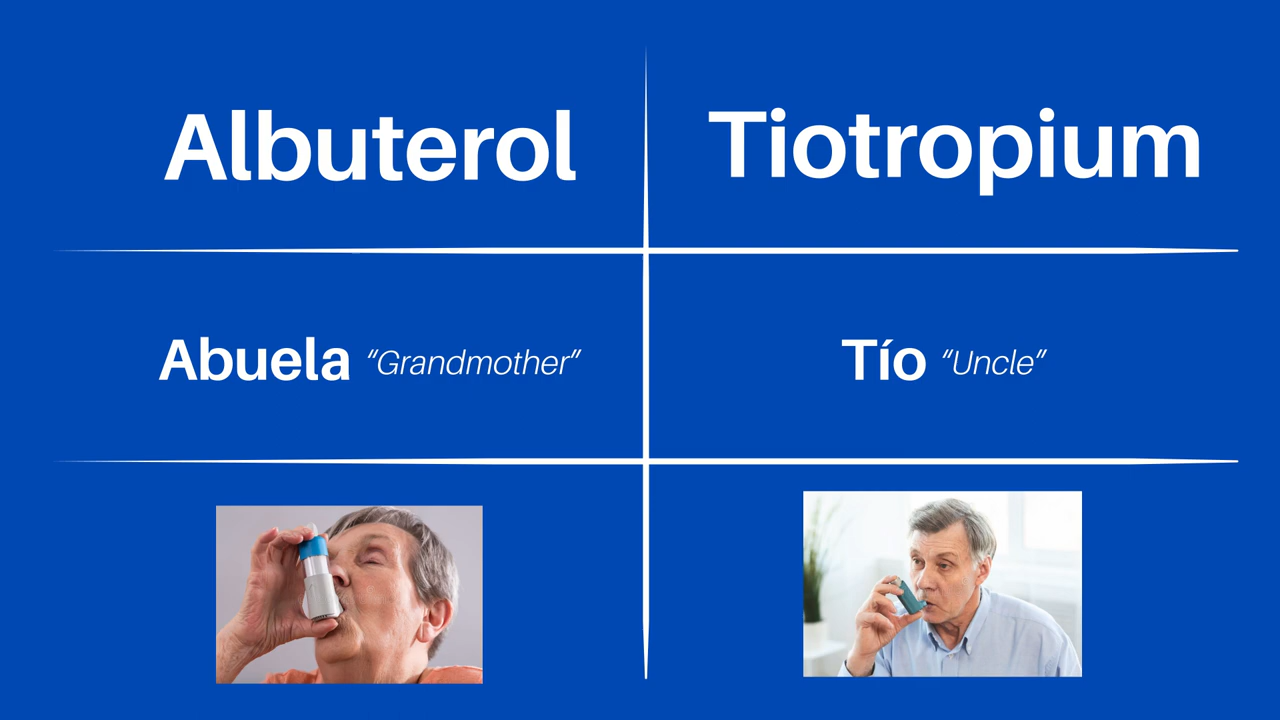 Albuterol
Tiotropium
Abuela “Grandmother”
Tío “Uncle”